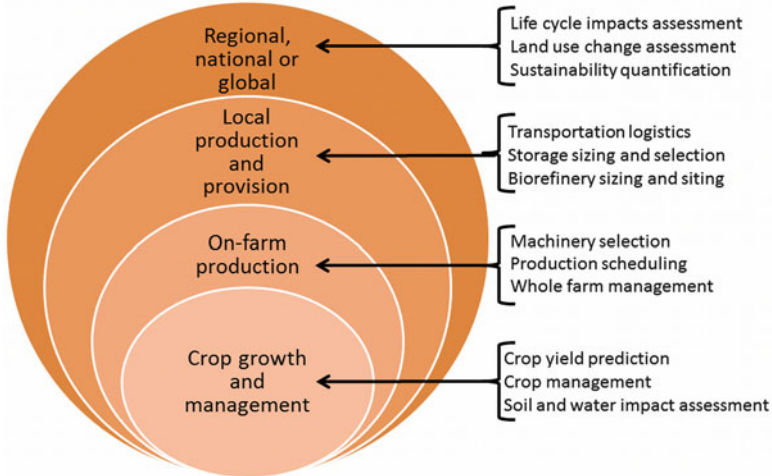 Regional,
national or
global
Life cycle impacts assessment
Land use change assessment
Sustainability quantification
Local
production
and
provision
Transportation logistics
Storage sizing and selection
Biorefinery sizing and siting
On-farm
production
Machinery selection
Production scheduling
Whole farm management
Crop growth
and
management
Crop yield prediction
Crop management
Soil and water impact assessment